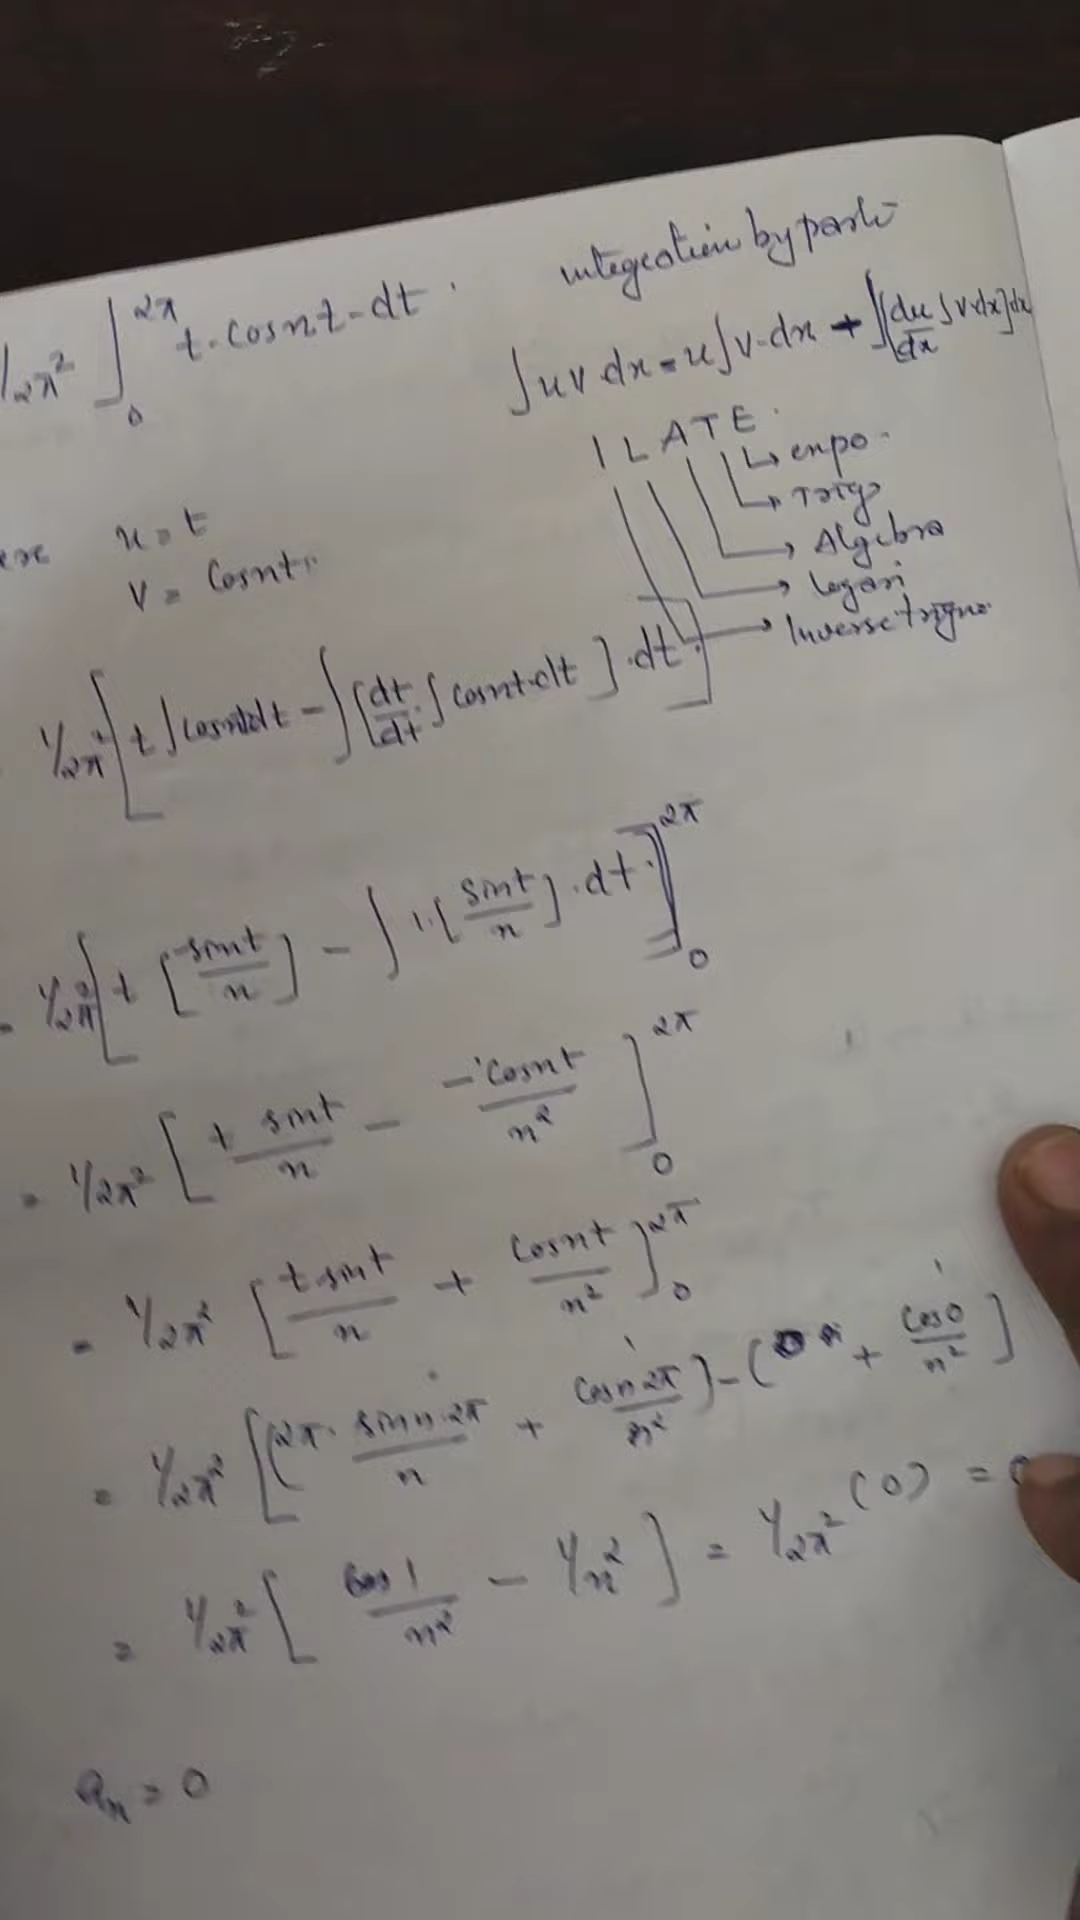 1/2π² ∫₀^2π t. cosnt - dt.
integration by parts
∫uv dx = u∫v-dx + ∫[du/dx ∫v dx] dx
I L A T E.
expo.
Trigo
u = t
Algebra
v = Cosnt
logari
Inverse trigno.
1/2π² [t ∫cosnt dt - ∫[dt/dt. ∫cosnt.dt] .dt.]
= 1/2π² [t [sinnt/n] - ∫1.[sinnt/n] .dt.]₀^2π
= 1/2π² [t sinnt/n - -cosnt/n²]₀^2π
= 1/2π² [t.sinnt/n + cosnt/n²]₀^2π
= 1/2π² [(2π. sin n.2π/n + cosn2π/n²) - (0 + cos0/n²]
= 1/2π² [1/n² - 1/n²] = 1/2π² (0) = 0
an = 0